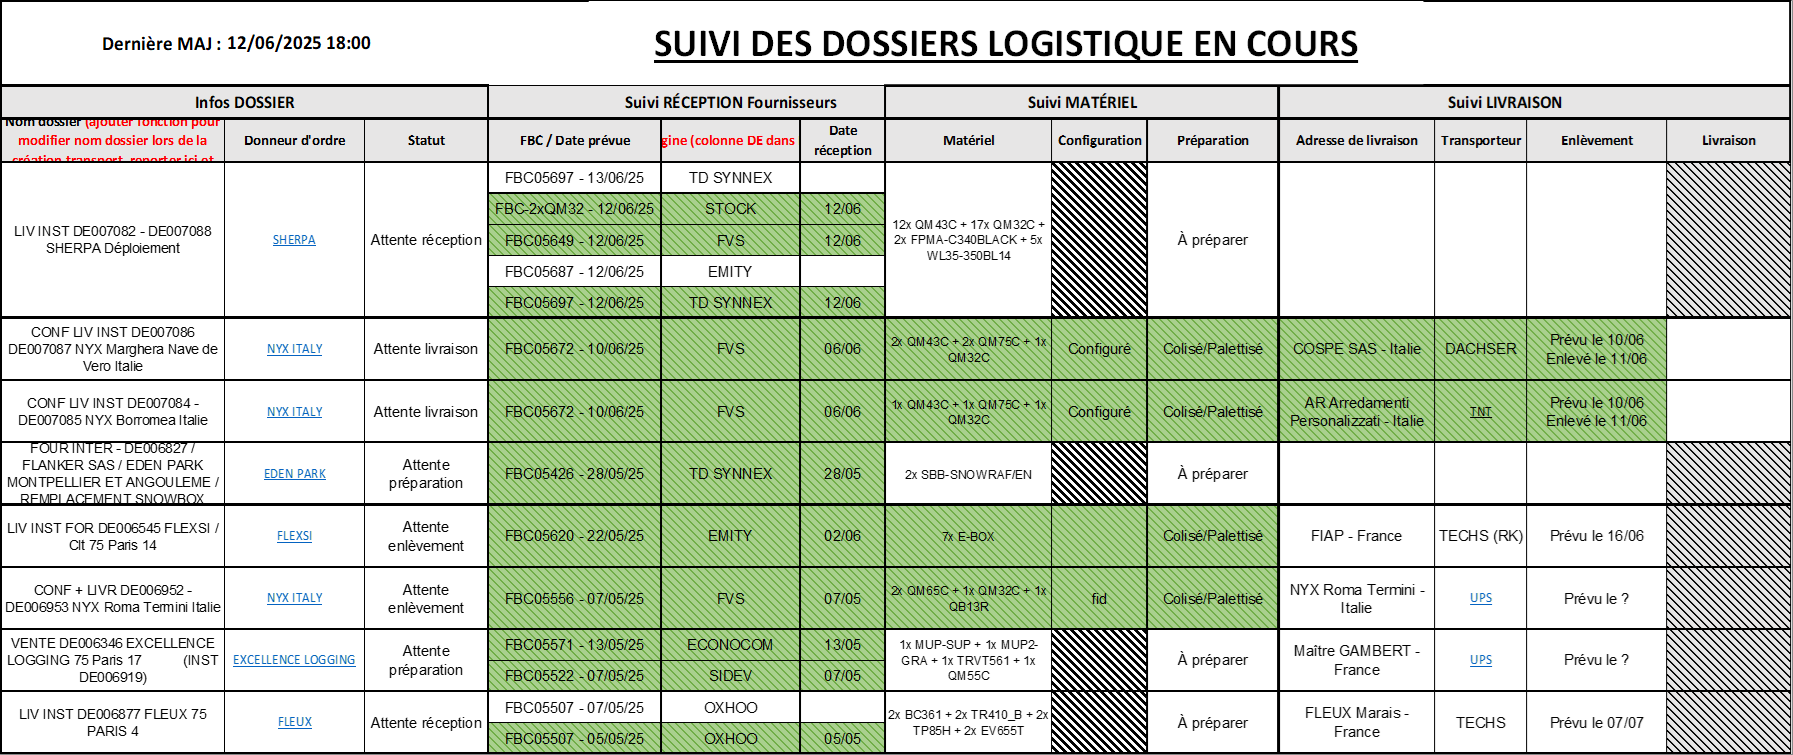 Dernière MAJ : 12/06/2025 18:00
SUIVI DES DOSSIERS LOGISTIQUE EN COURS
Infos DOSSIER
Suivi RÉCEPTION Fournisseurs
Suivi MATÉRIEL
Suivi LIVRAISON
Nom dossier (ajouter fonction pour
modifier nom dossier lors de la
création transport, reporter ici et
Donneur d'ordre
Statut
FBC / Date prévue
gine (colonne DE dans
Date
réception
Matériel
Configuration
Préparation
Adresse de livraison
Transporteur
Enlèvement
Livraison
LIV INST DE007082 - DE007088
SHERPA Déploiement
SHERPA
Attente réception
FBC05697 - 13/06/25
TD SYNNEX
FBC-2xQM32 - 12/06/25
STOCK
12/06
FBC05649 - 12/06/25
FVS
12/06
FBC05687 - 12/06/25
EMITY
FBC05697 - 12/06/25
TD SYNNEX
12/06
12x QM43C + 17x QM32C +
2x FPMA-C340BLACK + 5x
WL35-350BL14
À préparer
CONF LIV INST DE007086
DE007087 NYX Marghera Nave de
Vero Italie
NYX ITALY
Attente livraison
FBC05672 - 10/06/25
FVS
06/06
2x QM43C + 2x QM75C + 1x
QM32C
Configuré
Colisé/Palettisé
COSPE SAS - Italie
DACHSER
Prévu le 10/06
Enlevé le 11/06
CONF LIV INST DE007084 -
DE007085 NYX Borromea Italie
NYX ITALY
Attente livraison
FBC05672 - 10/06/25
FVS
06/06
1x QM43C + 1x QM75C + 1x
QM32C
Configuré
Colisé/Palettisé
AR Arredamenti
Personalizzati - Italie
TNT
Prévu le 10/06
Enlevé le 11/06
FOUR INTER - DE006827 /
FLANKER SAS / EDEN PARK
MONTPELLIER ET ANGOULEME /
REMPLACEMENT SNOWBOX
EDEN PARK
Attente
préparation
FBC05426 - 28/05/25
TD SYNNEX
28/05
2x SBB-SNOWRAF/EN
À préparer
LIV INST FOR DE006545 FLEXSI /
Clt 75 Paris 14
FLEXSI
Attente
enlèvement
FBC05620 - 22/05/25
EMITY
02/06
7x E-BOX
Colisé/Palettisé
FIAP - France
TECHS (RK)
Prévu le 16/06
CONF + LIVR DE006952 -
DE006953 NYX Roma Termini Italie
NYX ITALY
Attente
enlèvement
FBC05556 - 07/05/25
FVS
07/05
2x QM65C + 1x QM32C + 1x
QB13R
fid
Colisé/Palettisé
NYX Roma Termini -
Italie
UPS
Prévu le ?
VENTE DE006346 EXCELLENCE
LOGGING 75 Paris 17 (INST
DE006919)
EXCELLENCE LOGGING
Attente
préparation
FBC05571 - 13/05/25
ECONOCOM
13/05
FBC05522 - 07/05/25
SIDEV
07/05
1x MUP-SUP + 1x MUP2-
GRA + 1x TRVT561 + 1x
QM55C
À préparer
Maître GAMBERT -
France
UPS
Prévu le ?
LIV INST DE006877 FLEUX 75
PARIS 4
FLEUX
Attente réception
FBC05507 - 07/05/25
OXHOO
FBC05507 - 05/05/25
OXHOO
05/05
2x BC361 + 2x TR410_B + 2x
TP85H + 2x EV655T
À préparer
FLEUX Marais -
France
TECHS
Prévu le 07/07